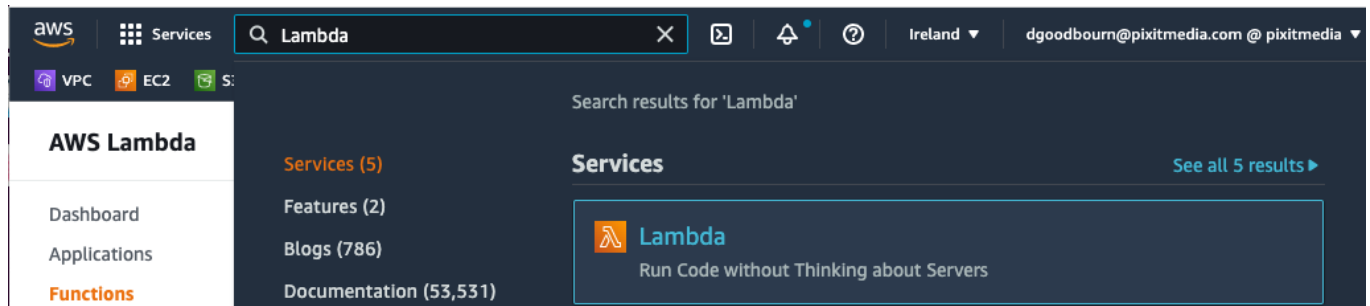 aws
Services
Lambda
Ireland ▼
dgoodbourn@pixitmedia.com @ pixitmedia ▼
VPC
EC2
Search results for 'Lambda'
AWS Lambda
Services (5)
Services
See all 5 results ▶
Dashboard
Features (2)
Lambda
Applications
Blogs (786)
Run Code without Thinking about Servers
Functions
Documentation (53,531)